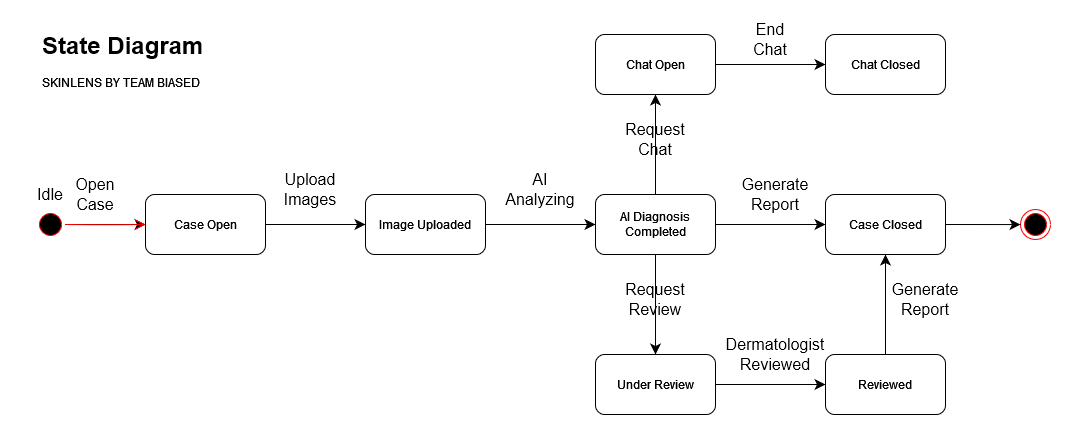 State Diagram
SKINLENS BY TEAM BIASED
End
Chat
Chat Open
Chat Closed
Request
Chat
Idle
Open
Case
Upload
Images
AI
Analyzing
Generate
Report
Case Open
Image Uploaded
AI Diagnosis
Completed
Case Closed
Request
Review
Generate
Report
Dermatologist
Reviewed
Under Review
Reviewed